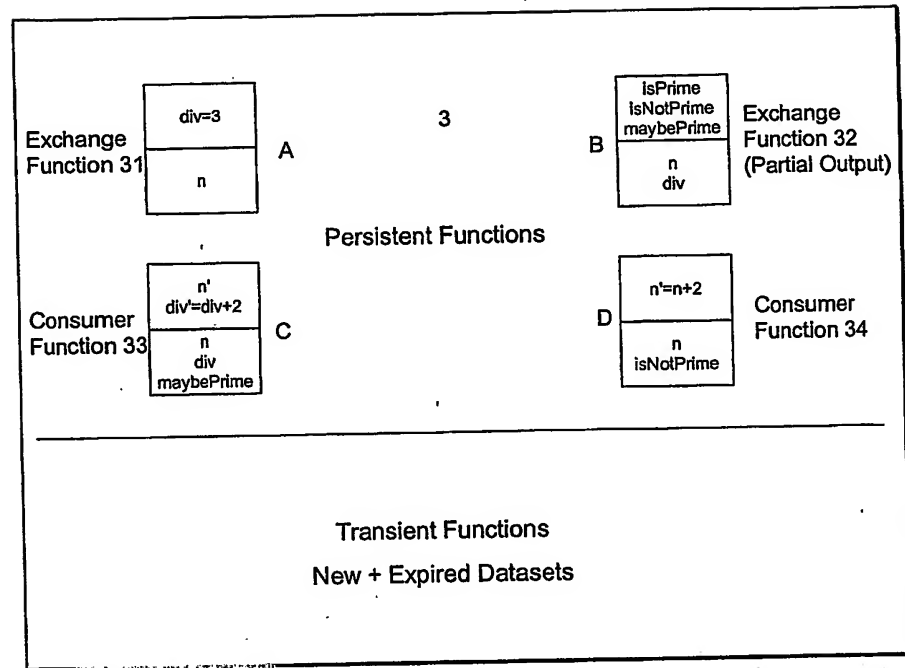 Exchange
Function 31
div=3
n
A
3
B
isPrime
isNotPrime
maybePrime
n
div
Exchange
Function 32
(Partial Output)
Persistent Functions
Consumer
Function 33
n'
div'=div+2
n
div
maybePrime
C
D
n'=n+2
n
isNotPrime
Consumer
Function 34
Transient Functions
New + Expired Datasets